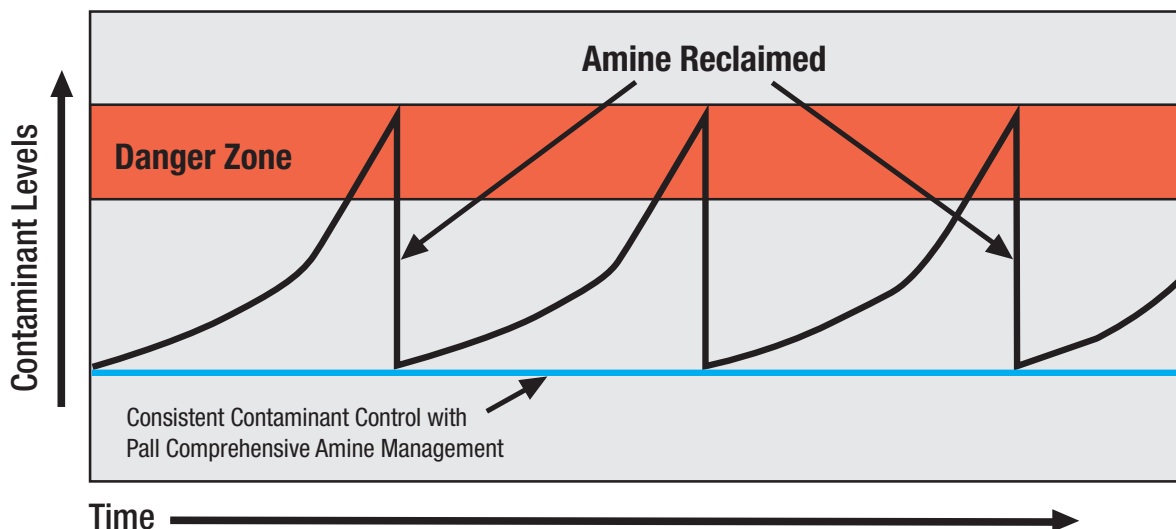 Amine Reclaimed
Danger Zone
Contaminant Levels
Consistent Contaminant Control with
Pall Comprehensive Amine Management
Time